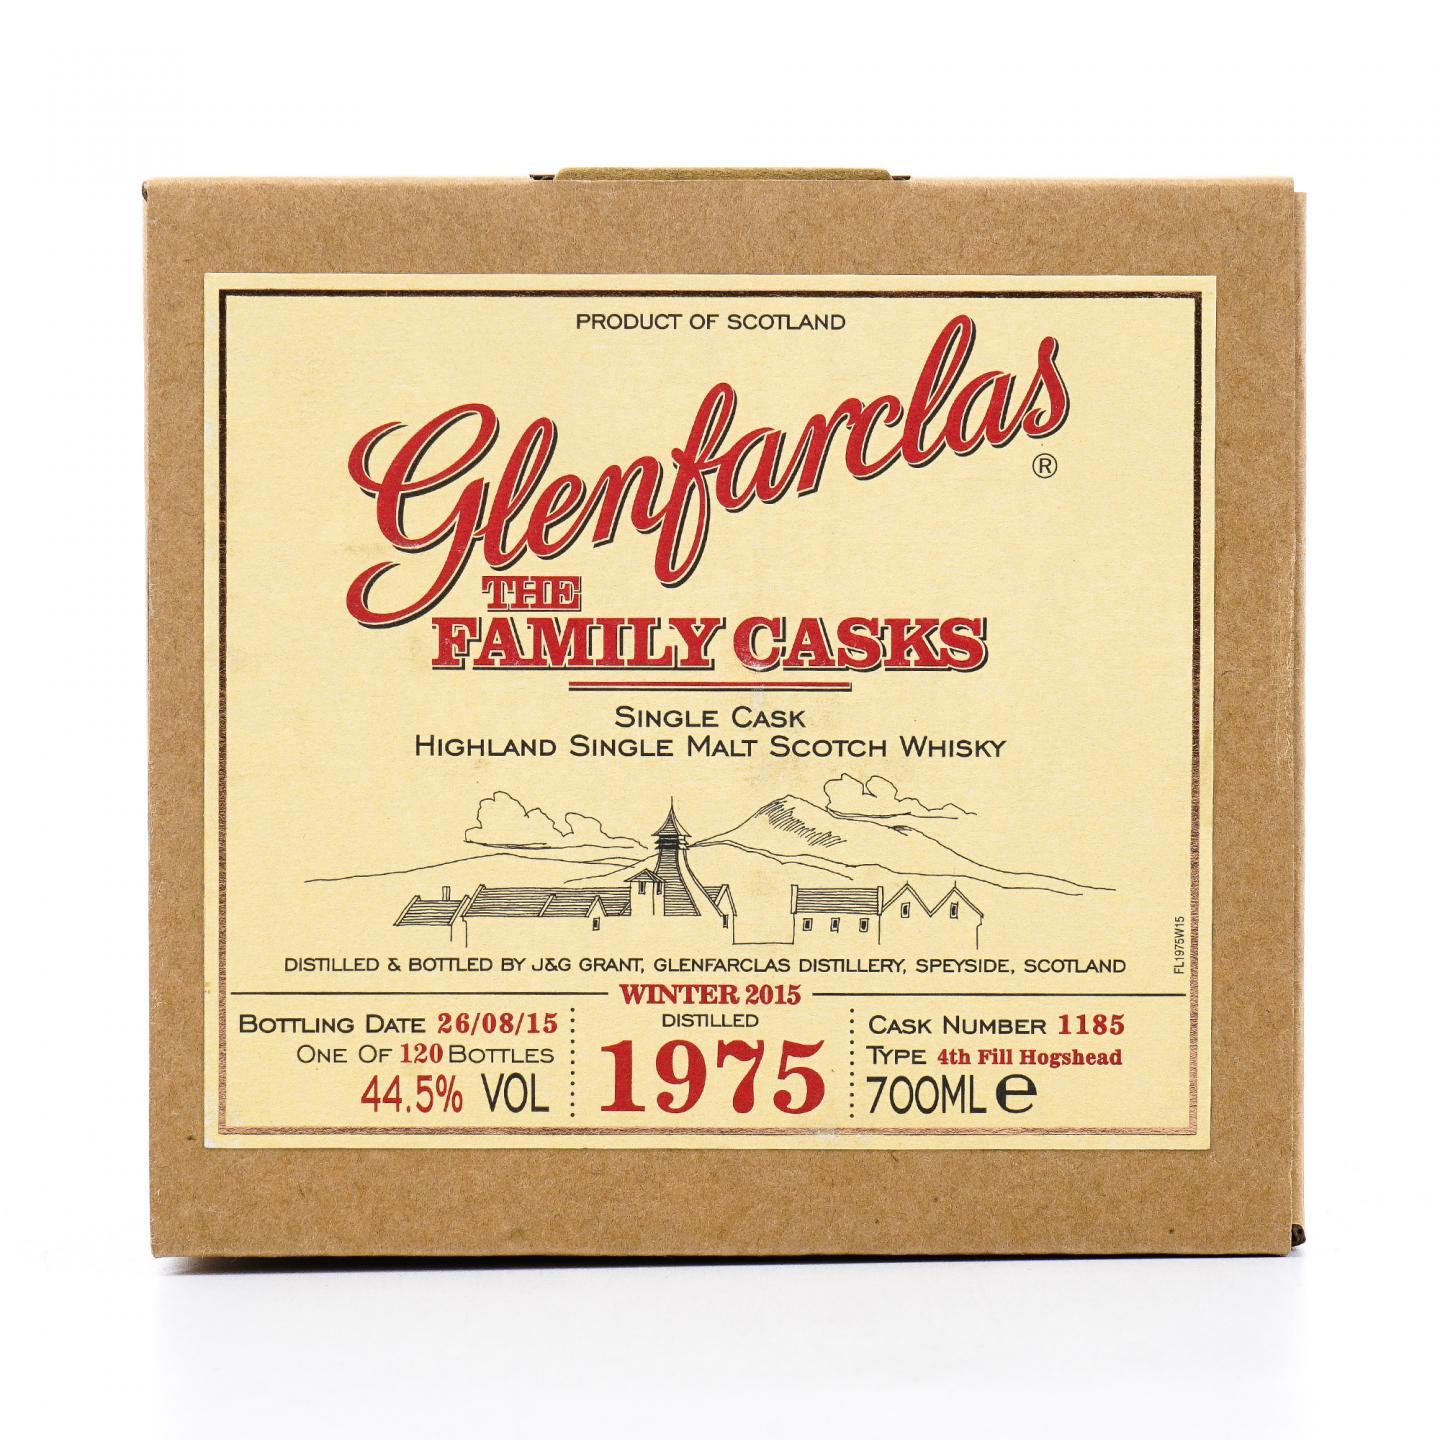 PRODUCT OF SCOTLAND
Glenfarclas
®
THE
FAMILY CASKS
SINGLE CASK
HIGHLAND SINGLE MALT SCOTCH WHISKY
FL1975W15
DISTILLED & BOTTLED BY J&G GRANT, GLENFARCLAS DISTILLERY, SPEYSIDE, SCOTLAND
WINTER 2015
BOTTLING DATE 26/08/15
ONE OF 120 BOTTLES
44.5% VOL
DISTILLED
1975
CASK NUMBER 1185
TYPE 4th Fill Hogshead
700ML e